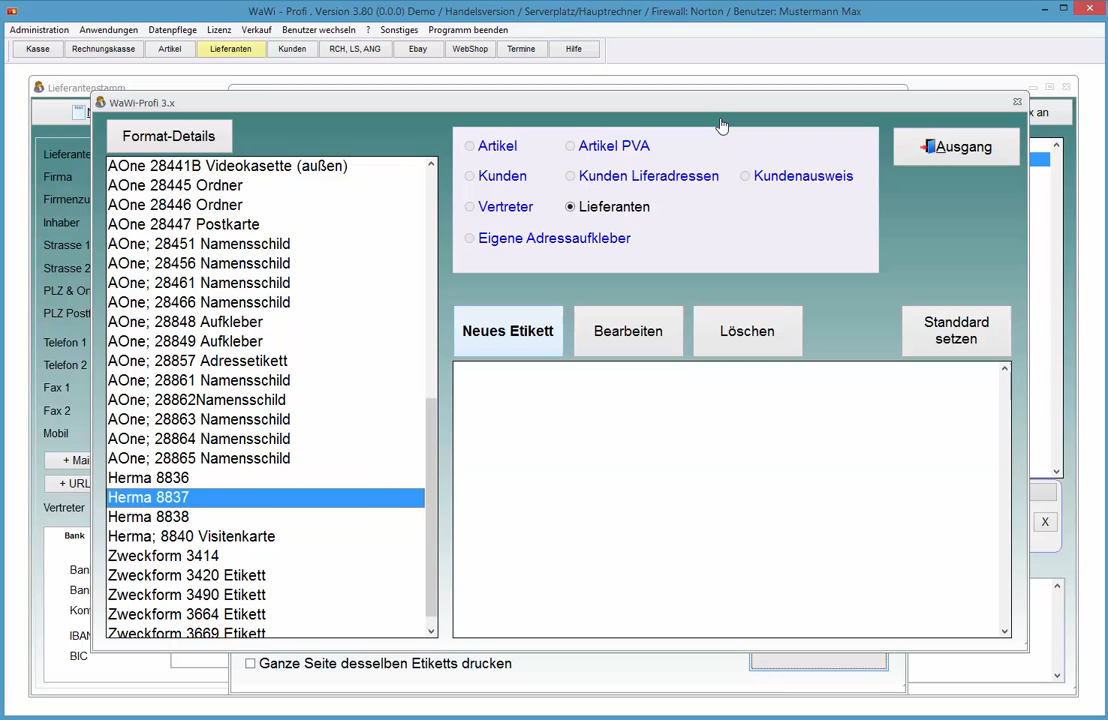 WaWi - Profi , Version 3.80 (0.0.0) Demo / Handelsversion / Serverplatz/Hauptrechner / Firewall: Norton / Benutzer: Mustermann Max
Administration Anwendungen Datenpflege Lizenz Verkauf Benutzer wechseln ? Sonstiges Programm beenden
Kasse Rechnungskasse Artikel Lieferanten Kunden RCH, LS, ANG Ebay WebShop Termine Hilfe
Lieferantenstamm
WaWi-Profi 3.x
x an
Format-Details
Artikel Artikel PVA
Kunden Kunden Liferadressen Kundenausweis
Vertreter Lieferanten
Eigene Adressaufkleber
Ausgang
Neues Etikett Bearbeiten Löschen Standdard setzen
AOne 28441B Videokasette (außen)
AOne 28445 Ordner
AOne 28446 Ordner
AOne 28447 Postkarte
AOne; 28451 Namensschild
AOne; 28456 Namensschild
AOne; 28461 Namensschild
AOne; 28466 Namensschild
AOne; 28848 Aufkleber
AOne; 28849 Aufkleber
AOne; 28857 Adressetikett
AOne; 28861 Namensschild
AOne; 28862Namensschild
AOne; 28863 Namensschild
AOne; 28864 Namensschild
AOne; 28865 Namensschild
Herma 8836
Herma 8837
Herma 8838
Herma; 8840 Visitenkarte
Zweckform 3414
Zweckform 3420 Etikett
Zweckform 3490 Etikett
Zweckform 3664 Etikett
Zweckform 3669 Etikett
Lieferante
Firma
Firmenzu
Inhaber
Strasse 1
Strasse 2
PLZ & Or
PLZ Postf
Telefon 1
Telefon 2
Fax 1
Fax 2
Mobil
+ Mai
+ URL
Vertreter
Bank
Ban
Ban
Kon
IBAN
BIC
X
Ganze Seite desselben Etiketts drucken